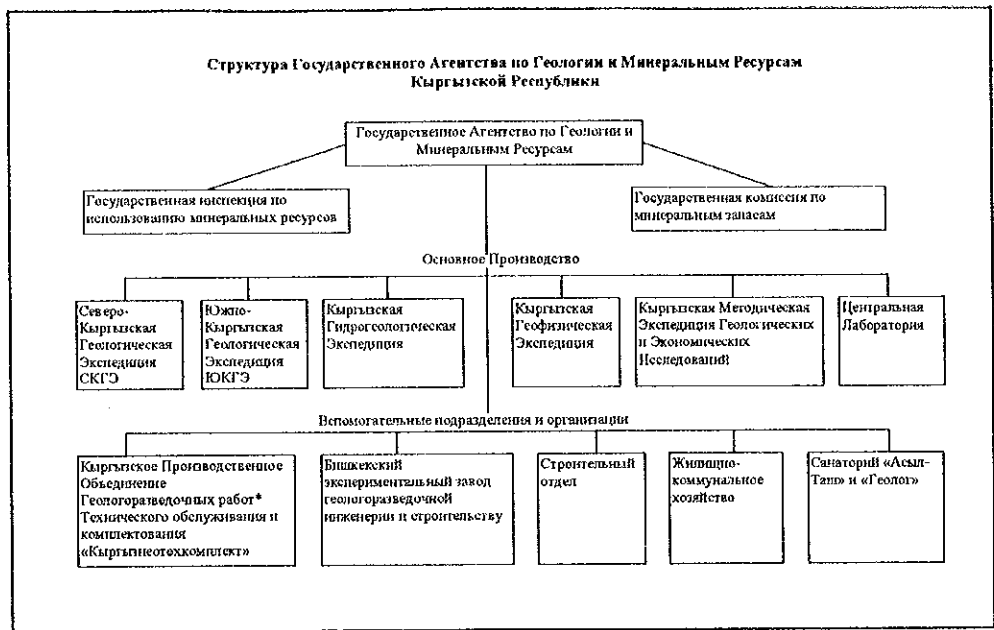 Структура Государственного Агентства по Геологии и Минеральным Ресурсам
Кыргызской Республики
Государственное Агентство по Геологии и
Минеральным Ресурсам
Государственная инспекция по
использованию минеральных ресурсов
Государственная комиссия по
минеральным запасам
Основное Производство
Северо-
Кыргызская
Геологическая
Экспедиция
СКГЭ
Южно-
Кыргызская
Геологическая
Экспедиция
ЮКГЭ
Кыргызская
Гидрогеологическая
Экспедиция
Кыргызская
Геофизическая
Экспедиция
Кыргызская Методическая
Экспедиция Геологических
и Экономических
Исследований
Центральная
Лаборатория
Вспомогательные подразделения и организации
Кыргызское Производственное
Объединение
Геологоразведочных работ*
Технического обслуживания и
комплектования
«Кыргызгеотехкомплект»
Бишкекский
экспериментальный завод
геологоразведочной
инженерии и строительству
Строительный
отдел
Жилищно-
коммунальное
хозяйство
Санаторий «Асыл-
Таш» и «Геолог»